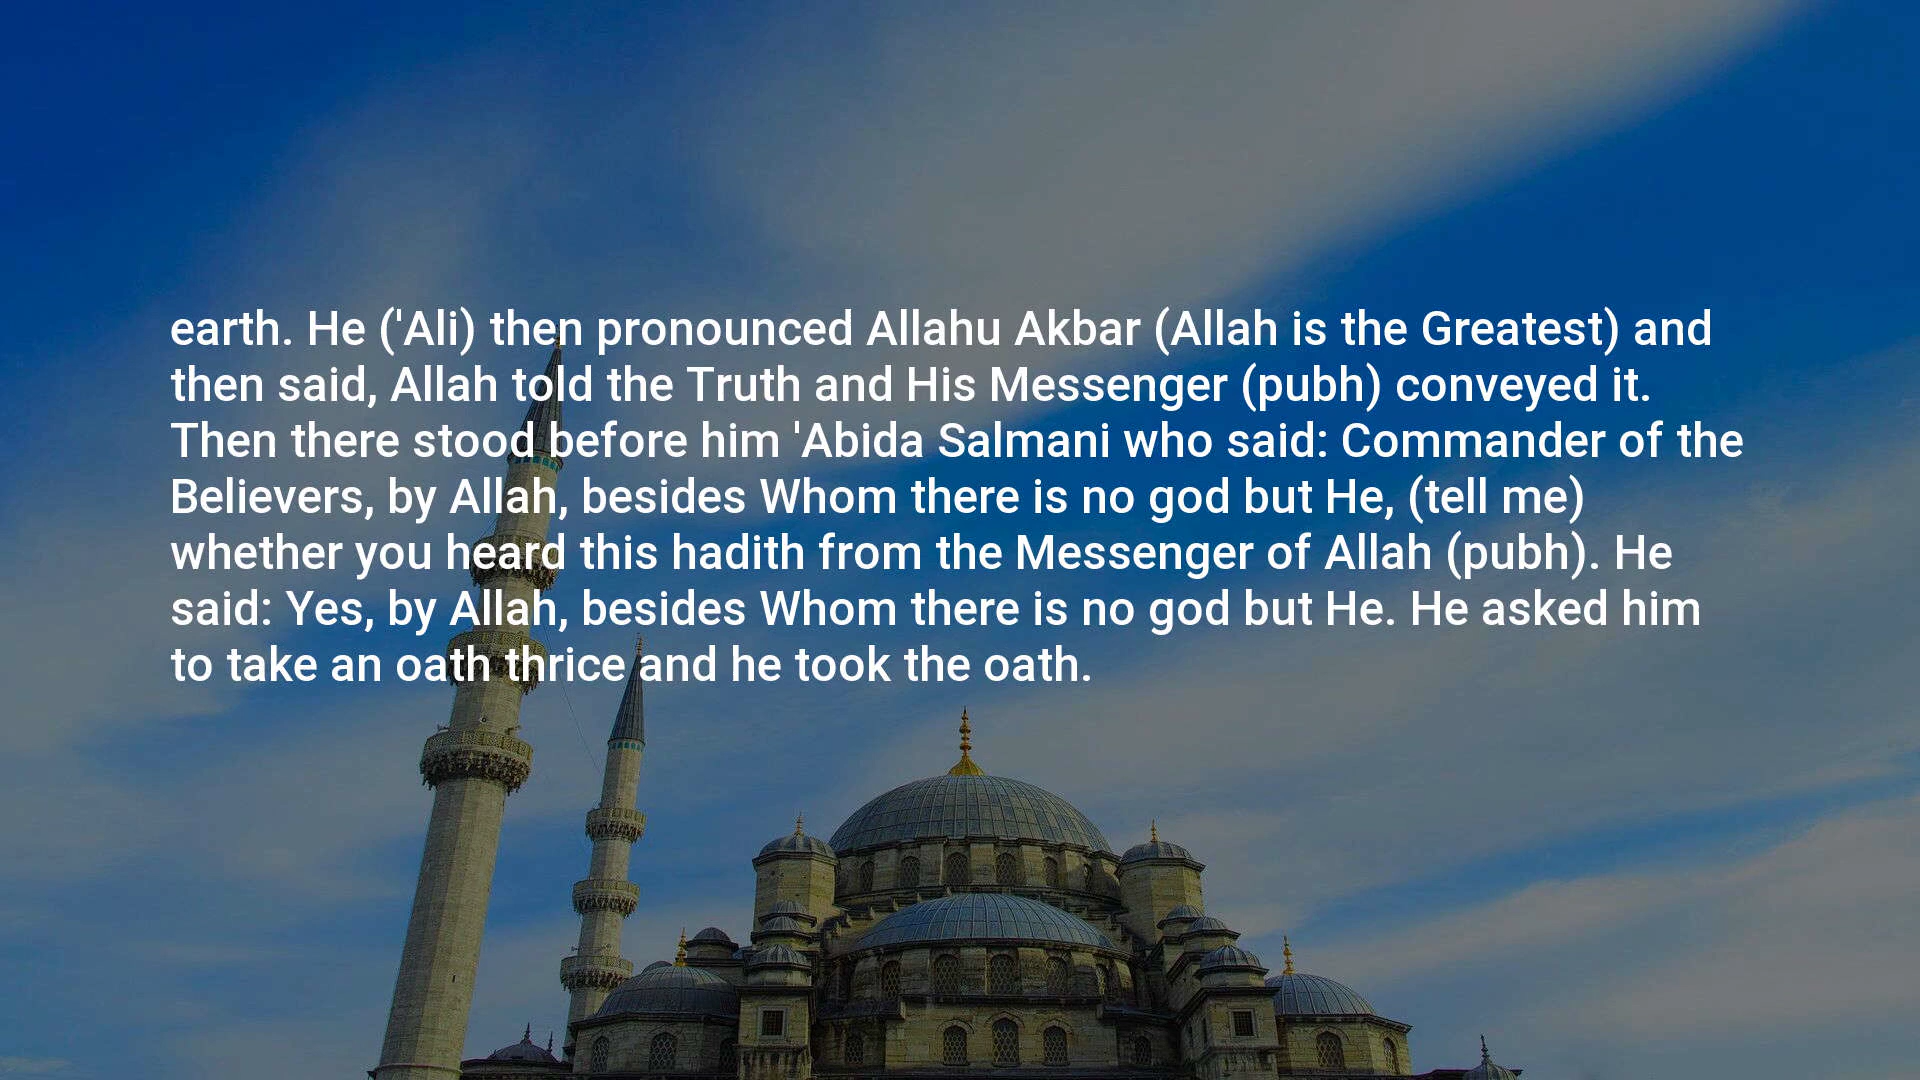 earth. He ('Ali) then pronounced Allahu Akbar (Allah is the Greatest) and
then said, Allah told the Truth and His Messenger (pubh) conveyed it.
Then there stood before him 'Abida Salmani who said: Commander of the
Believers, by Allah, besides Whom there is no god but He, (tell me)
whether you heard this hadith from the Messenger of Allah (pubh). He
said: Yes, by Allah, besides Whom there is no god but He. He asked him
to take an oath thrice and he took the oath.